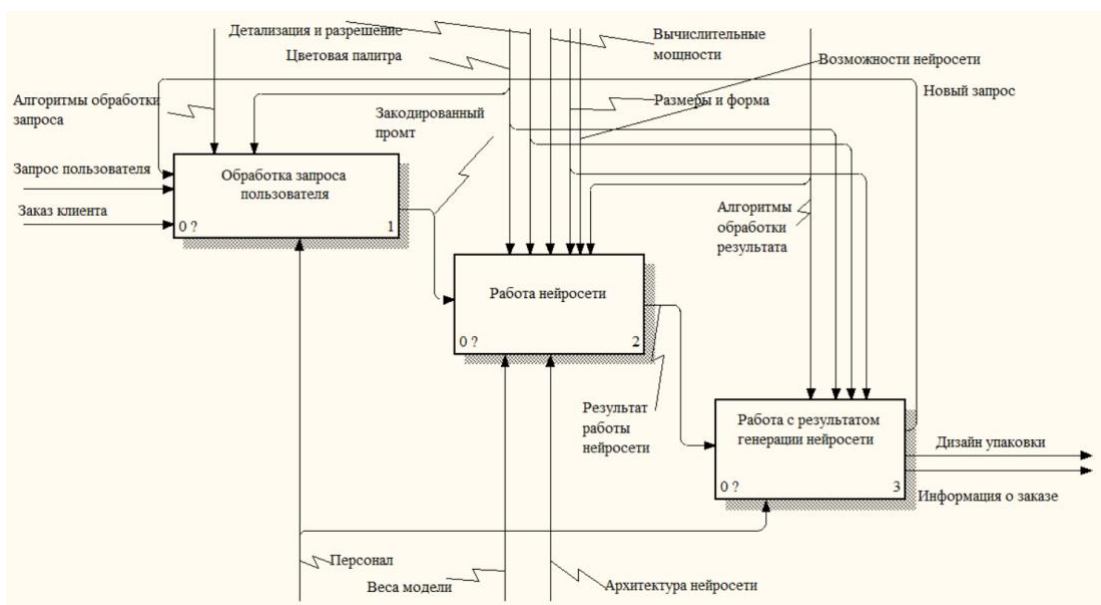 Детализация и разрешение
Цветовая палитра
Вычислительные
мощности
Возможности нейросети
Новый запрос
Алгоритмы обработки
запроса
Закодированный
промт
Размеры и форма
Запрос пользователя
Заказ клиента
Обработка запроса
пользователя
0 ?
1
Алгоритмы
обработки
результата
Работа нейросети
0 ?
2
Результат
работы
нейросети
Работа с результатом
генерации нейросети
0 ?
3
Дизайн упаковки
Информация о заказе
Персонал
Веса модели
Архитектура нейросети